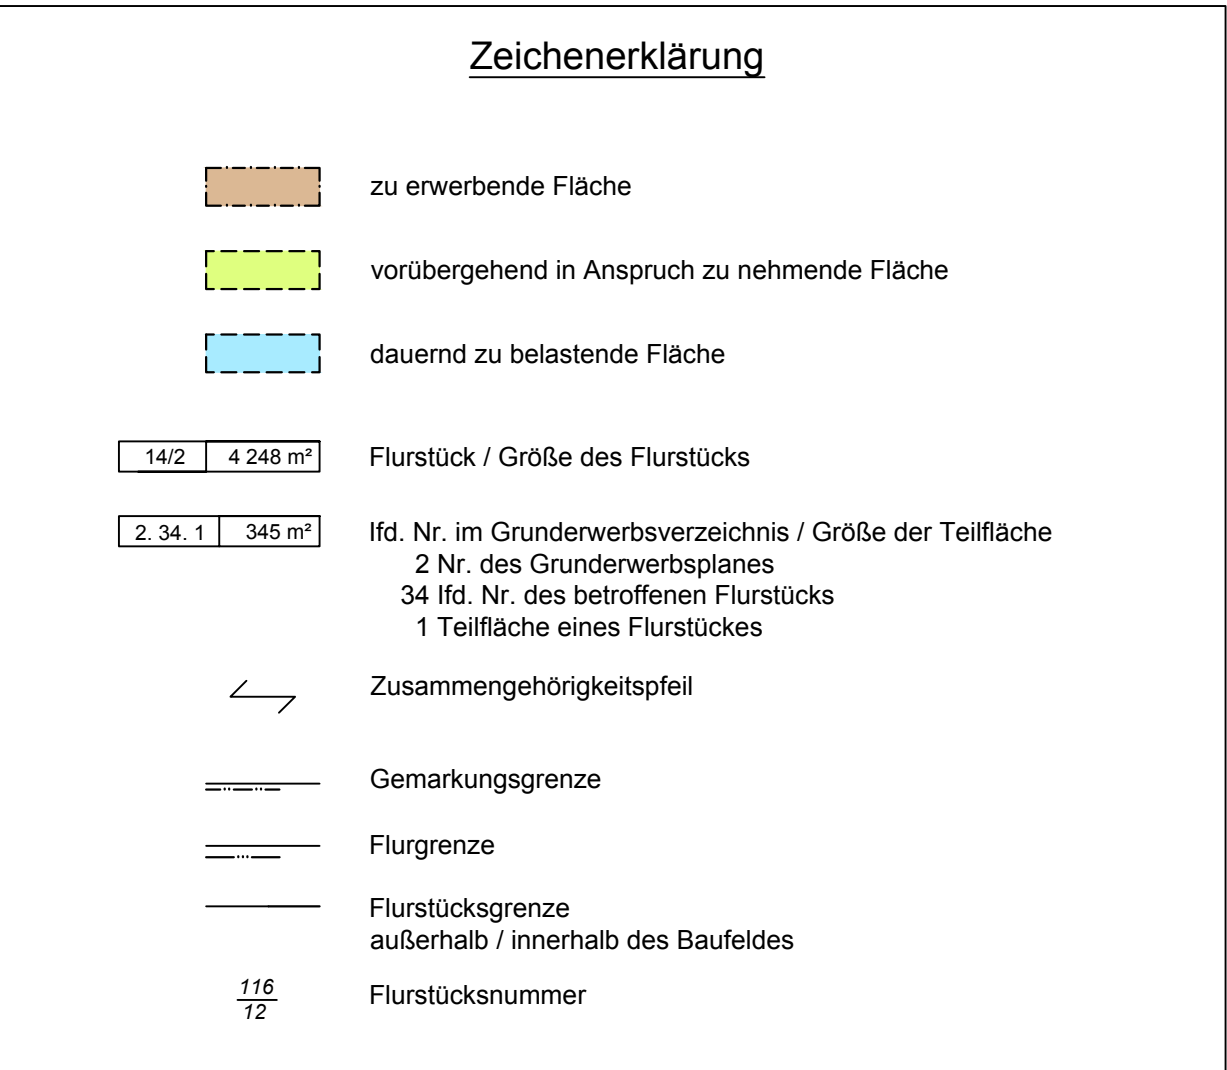 Zeichenerklärung
zu erwerbende Fläche
vorübergehend in Anspruch zu nehmende Fläche
dauernd zu belastende Fläche
14/2 4 248 m² Flurstück / Größe des Flurstücks
2. 34. 1 345 m² lfd. Nr. im Grunderwerbsverzeichnis / Größe der Teilfläche
2 Nr. des Grunderwerbsplanes
34 lfd. Nr. des betroffenen Flurstücks
1 Teilfläche eines Flurstückes
Zusammengehörigkeitspfeil
Gemarkungsgrenze
Flurgrenze
Flurstücksgrenze
außerhalb / innerhalb des Baufeldes
116
12
Flurstücksnummer